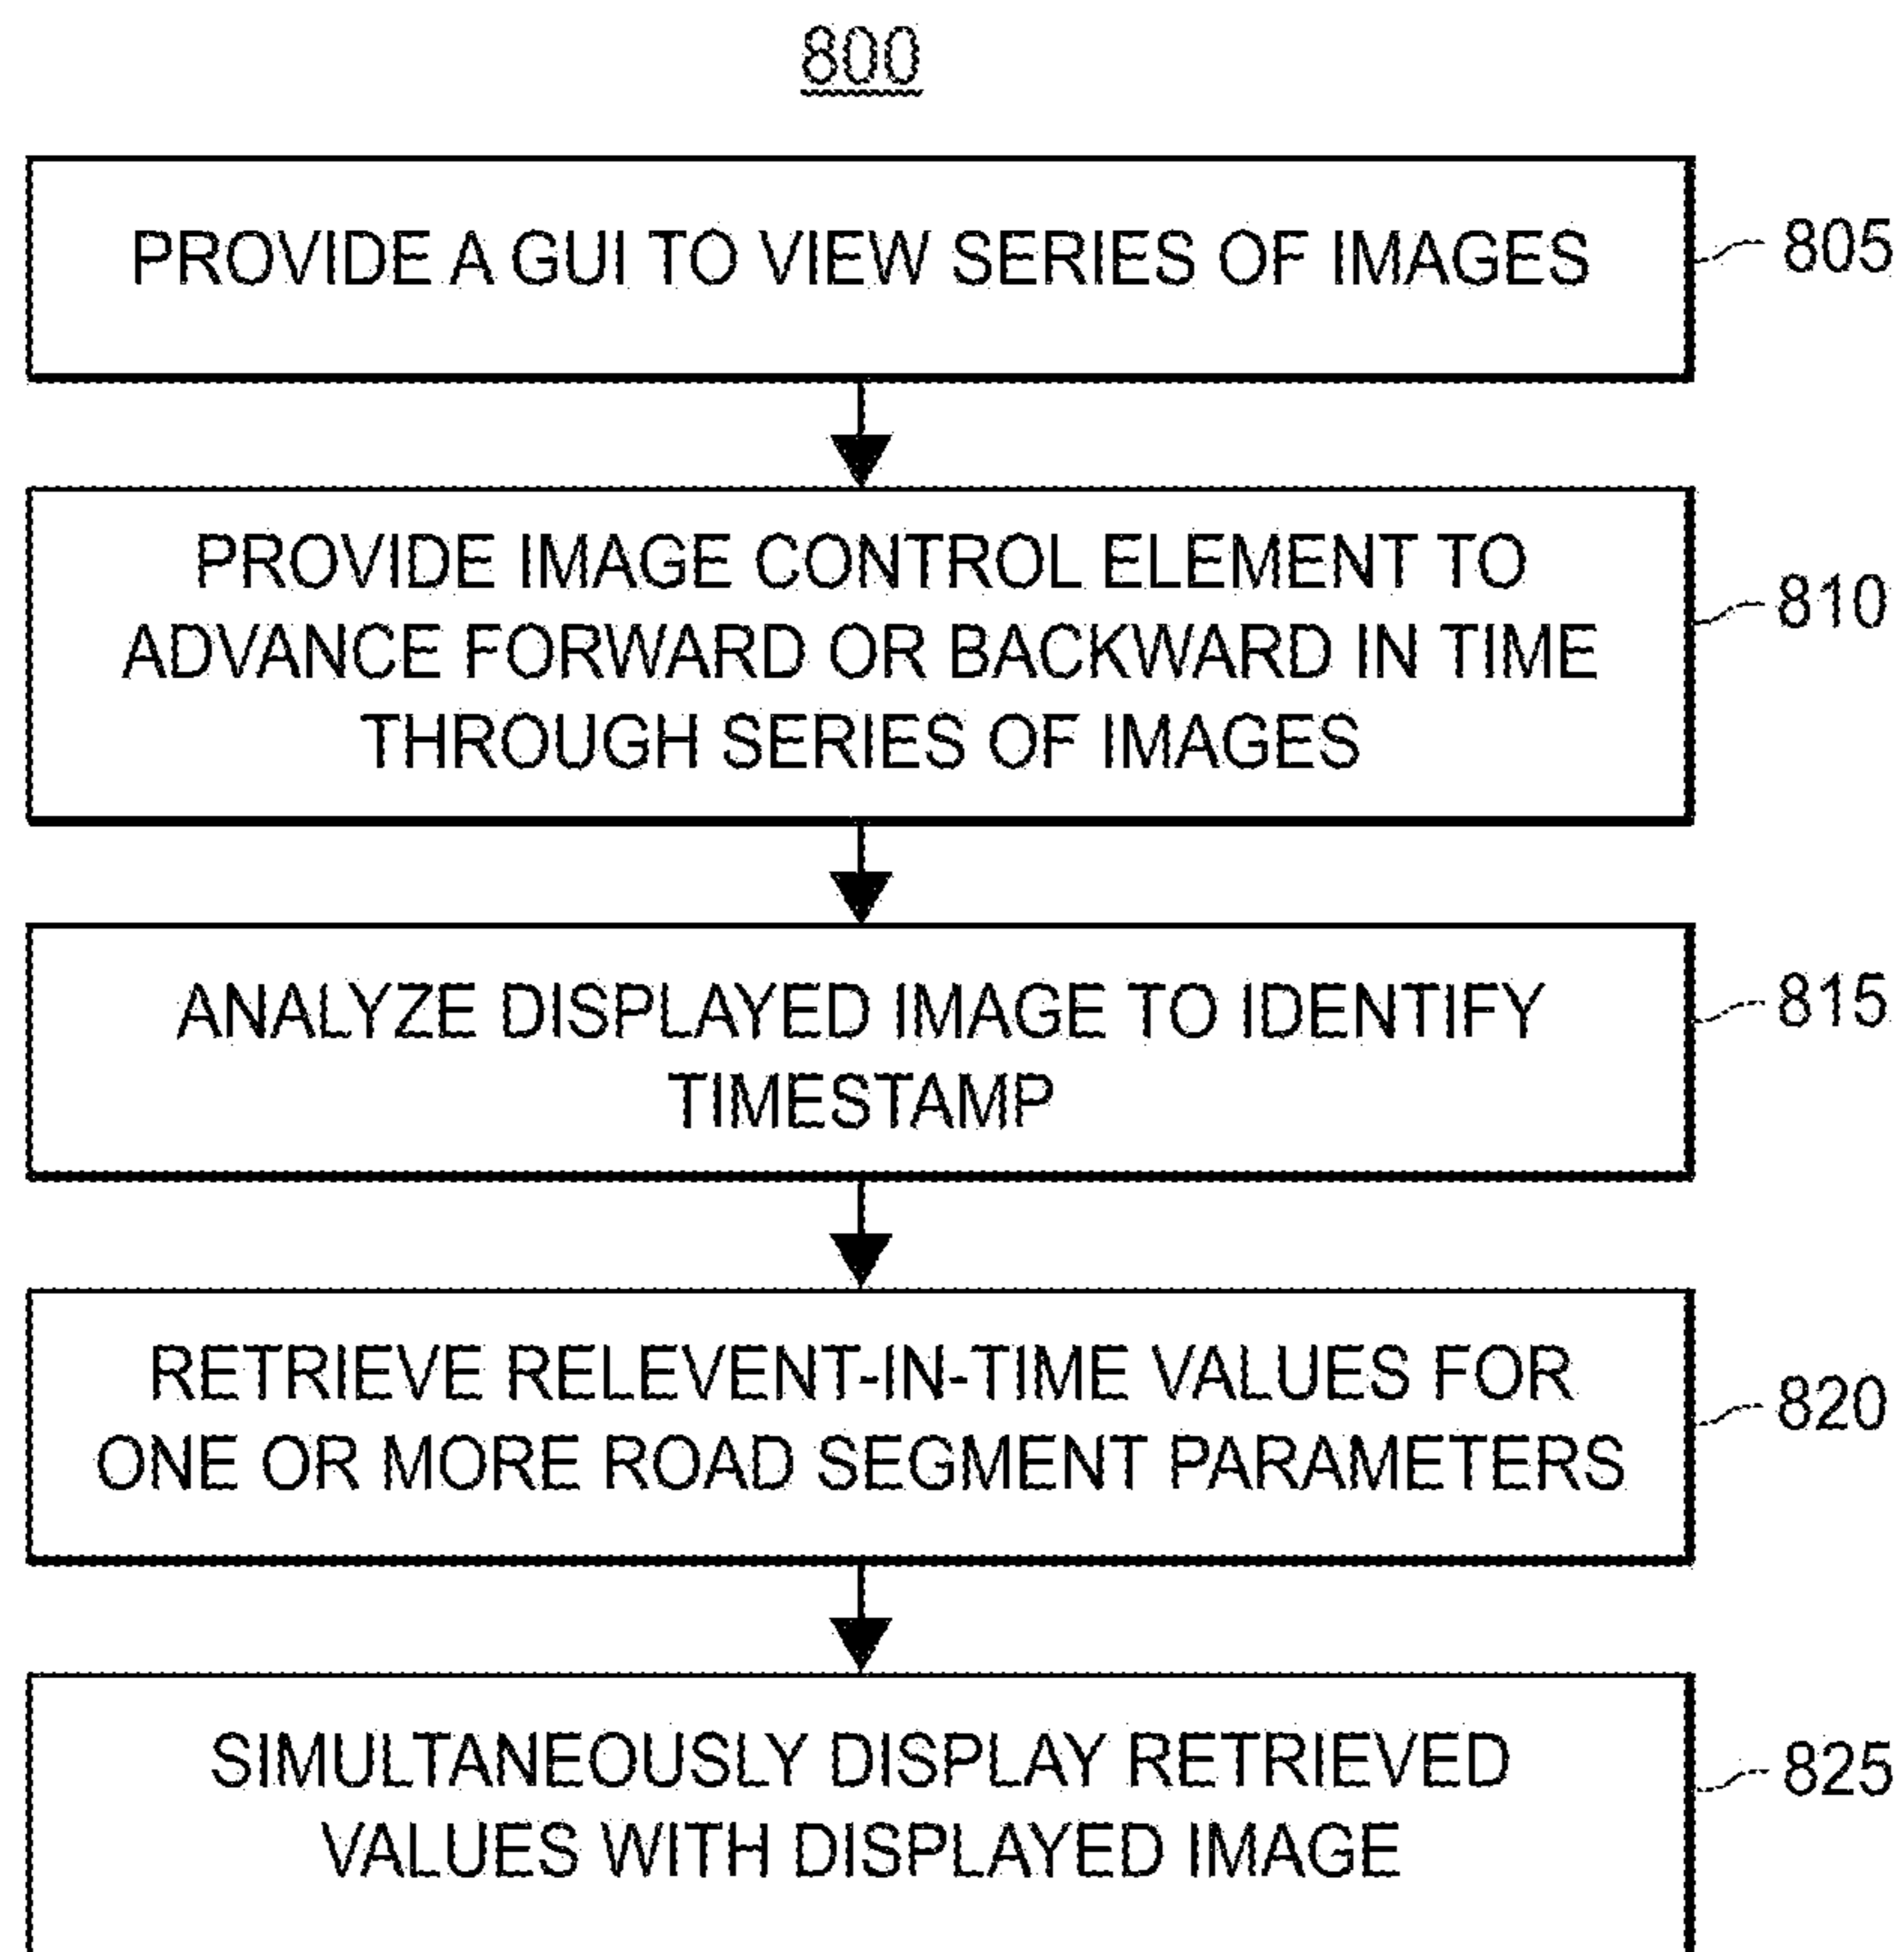 800
PROVIDE A GUI TO VIEW SERIES OF IMAGES
805
PROVIDE IMAGE CONTROL ELEMENT TO
ADVANCE FORWARD OR BACKWARD IN TIME
THROUGH SERIES OF IMAGES
810
ANALYZE DISPLAYED IMAGE TO IDENTIFY
TIMESTAMP
815
RETRIEVE RELEVENT-IN-TIME VALUES FOR
ONE OR MORE ROAD SEGMENT PARAMETERS
820
SIMULTANEOUSLY DISPLAY RETRIEVED
VALUES WITH DISPLAYED IMAGE
825